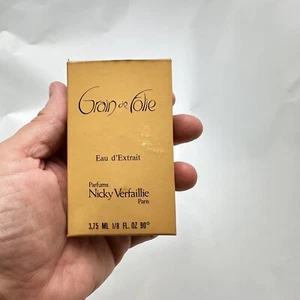 Grain de Folie
Eau d'Extrait
Parfums
Nicky Verfaillie
Paris
3,75 ML 1/8 FL. OZ 90°